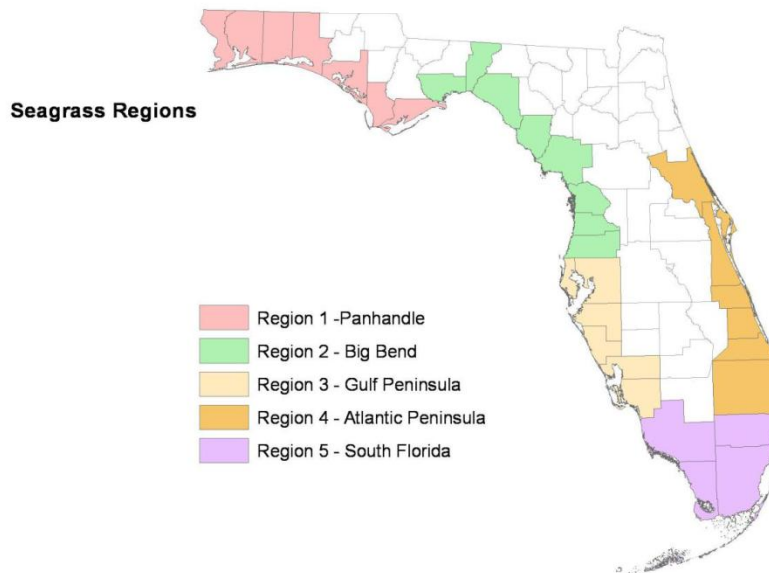 Seagrass Regions
Region 1 -Panhandle
Region 2 - Big Bend
Region 3 - Gulf Peninsula
Region 4 - Atlantic Peninsula
Region 5 - South Florida